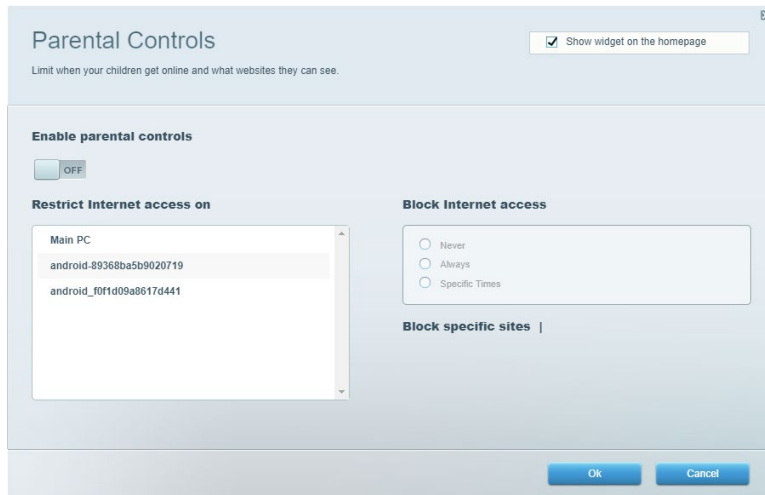 Parental Controls
Show widget on the homepage
Limit when your children get online and what websites they can see.
Enable parental controls
OFF
Restrict Internet access on
Main PC
android-89368ba5b9020719
android_f0f1d09a8617d441
Block Internet access
Never
Always
Specific Times
Block specific sites |
Ok
Cancel